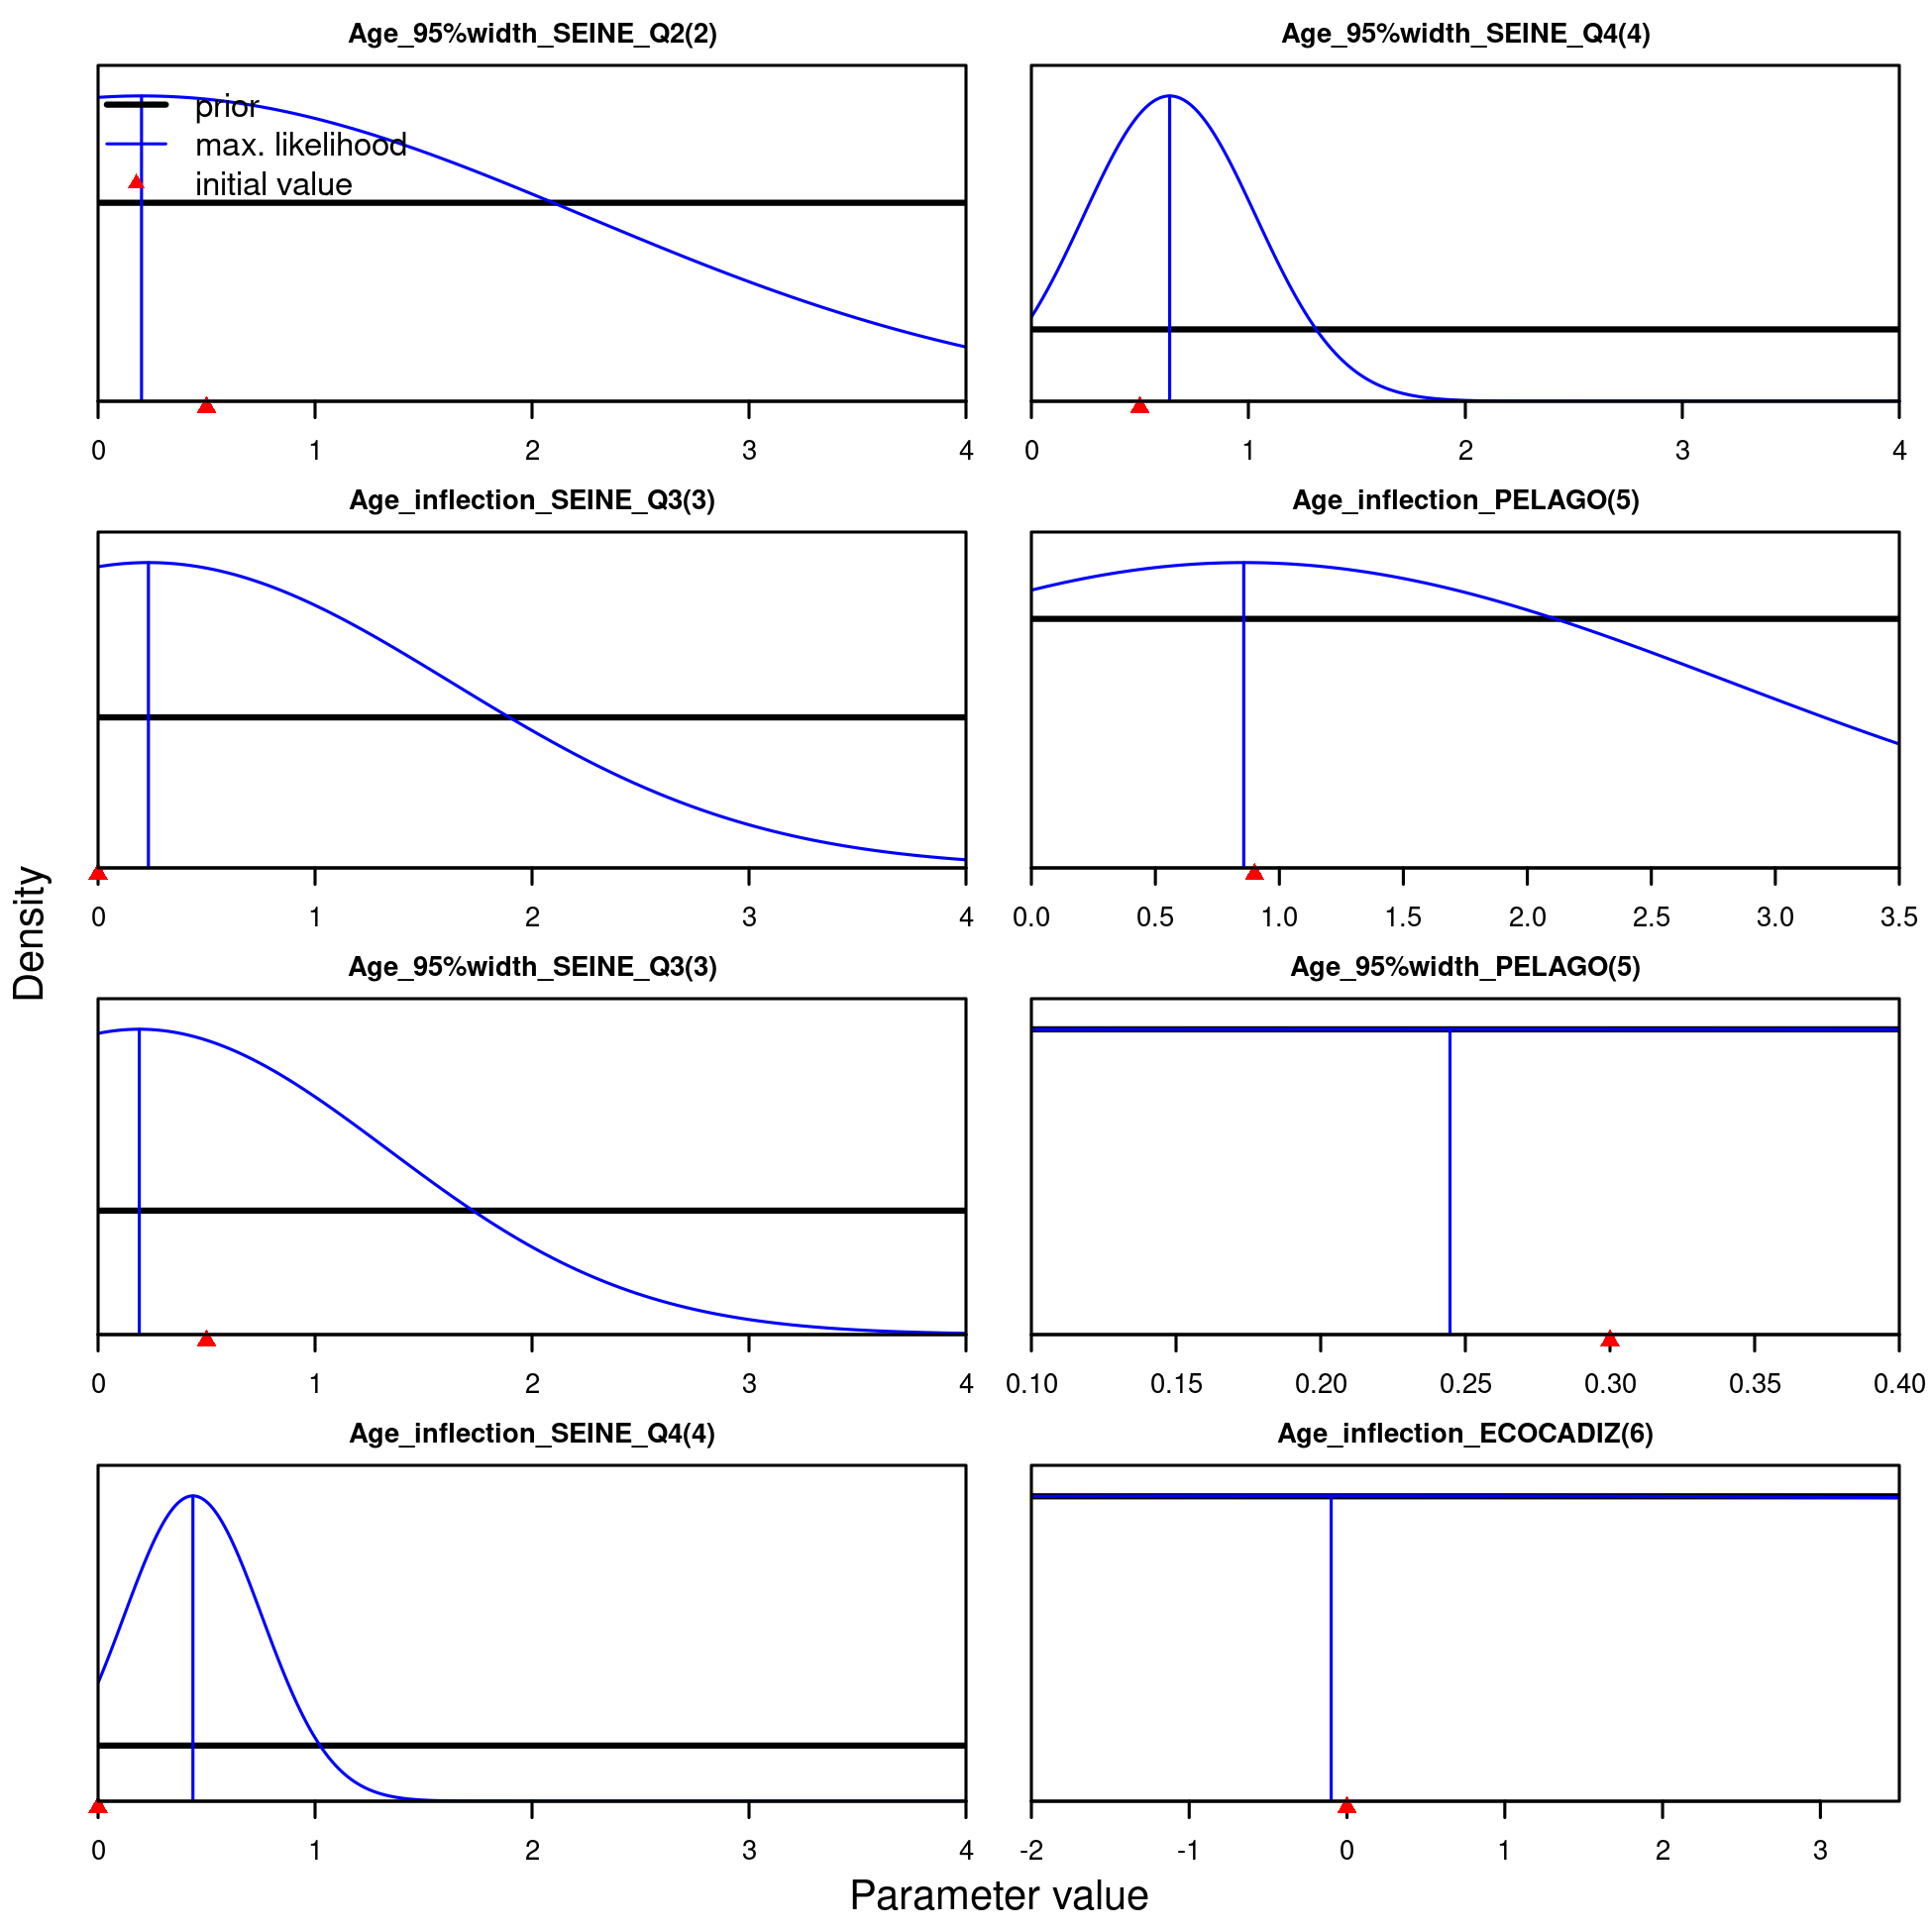 Age_95%width_SEINE_Q2(2)
prior
max. likelihood
initial value
0 1 2 3 4
Age_95%width_SEINE_Q4(4)
0 1 2 3 4
Age_inflection_SEINE_Q3(3)
0 1 2 3 4
Age_inflection_PELAGO(5)
0.0 0.5 1.0 1.5 2.0 2.5 3.0 3.5
Density
Age_95%width_SEINE_Q3(3)
0 1 2 3 4
Age_95%width_PELAGO(5)
0.10 0.15 0.20 0.25 0.30 0.35 0.40
Age_inflection_SEINE_Q4(4)
0 1 2 3 4
Age_inflection_ECOCADIZ(6)
-2 -1 0 1 2 3
Parameter value